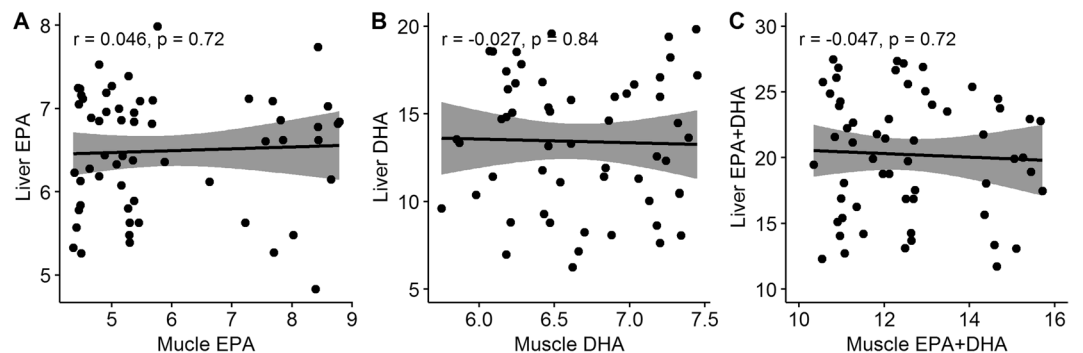 A
r = 0.046, p = 0.72
Liver EPA
8
7
6
5
5
6
7
8
9
Mucle EPA
B
r = -0.027, p = 0.84
Liver DHA
20
15
10
5
6.0
6.5
7.0
7.5
Muscle DHA
C
r = -0.047, p = 0.72
Liver EPA+DHA
30
25
20
15
10
10
12
14
16
Muscle EPA+DHA